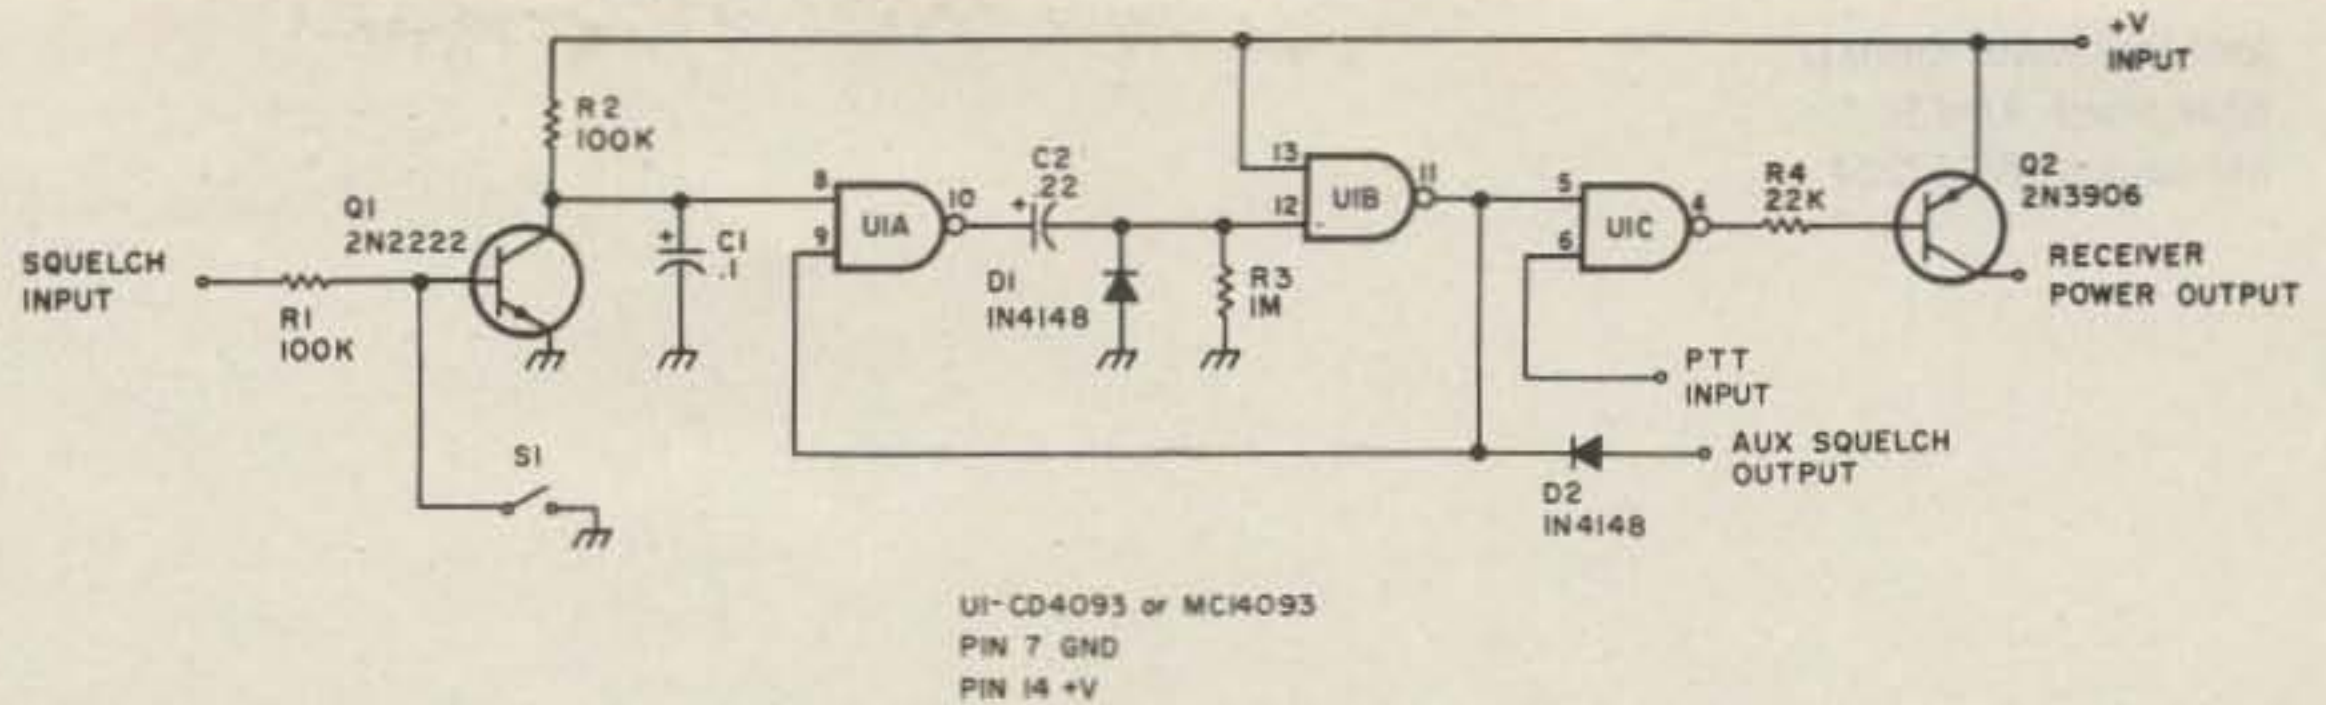 +V
INPUT
R2
100K
Q1
2N2222
SQUELCH
INPUT
R1
100K
S1
+
C1
.1
8
9
U1A
10
C2
.22
+
D1
1N4148
R3
1M
13
12
U1B
11
5
6
U1C
4
R4
22K
Q2
2N3906
RECEIVER
POWER OUTPUT
PTT
INPUT
AUX SQUELCH
OUTPUT
D2
1N4148
U1-CD4093 or MC14093
PIN 7 GND
PIN 14 +V